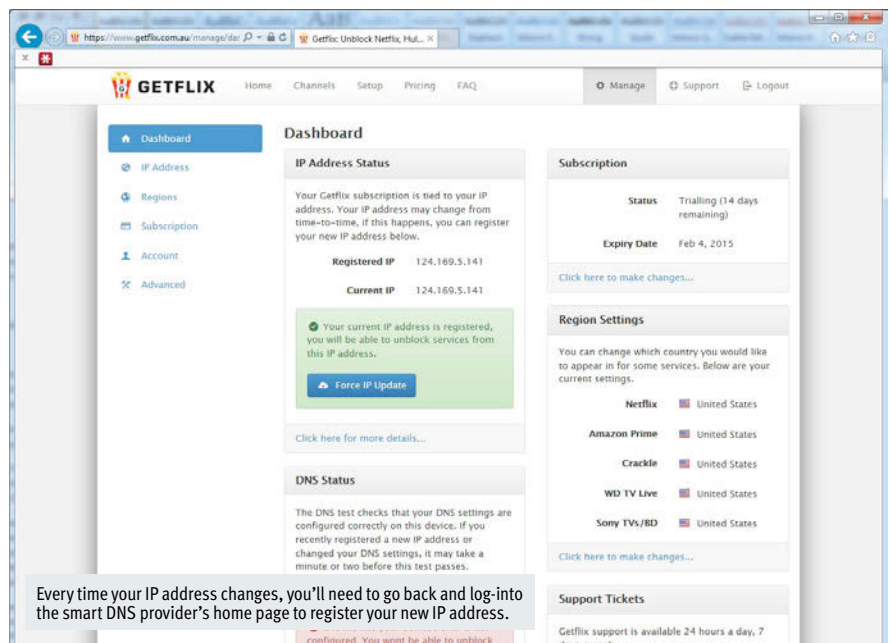 https://www.getflix.com.au/manage/das
Getflix: Unblock Netflix, Hul...
GETFLIX
Home Channels Setup Pricing FAQ
Manage Support Logout
Dashboard
IP Address
Regions
Subscription
Account
Advanced
Dashboard
IP Address Status
Your Getflix subscription is tied to your IP
address. Your IP address may change from
time-to-time, if this happens, you can register
your new IP address below.
Registered IP 124.169.5.141
Current IP 124.169.5.141
Your current IP address is registered,
you will be able to unblock services from
this IP address.
Force IP Update
Click here for more details...
DNS Status
The DNS test checks that your DNS settings are
configured correctly on this device. If you
recently registered a new IP address or
changed your DNS settings, it may take a
minute or two before this test passes.
configured. You wont be able to unblock
Subscription
Status Trialling (14 days
remaining)
Expiry Date Feb 4, 2015
Click here to make changes...
Region Settings
You can change which country you would like
to appear in for some services. Below are your
current settings.
Netflix United States
Amazon Prime United States
Crackle United States
WD TV Live United States
Sony TVs/BD United States
Click here to make changes...
Support Tickets
Getflix support is available 24 hours a day, 7
Every time your IP address changes, you'll need to go back and log-into
the smart DNS provider's home page to register your new IP address.